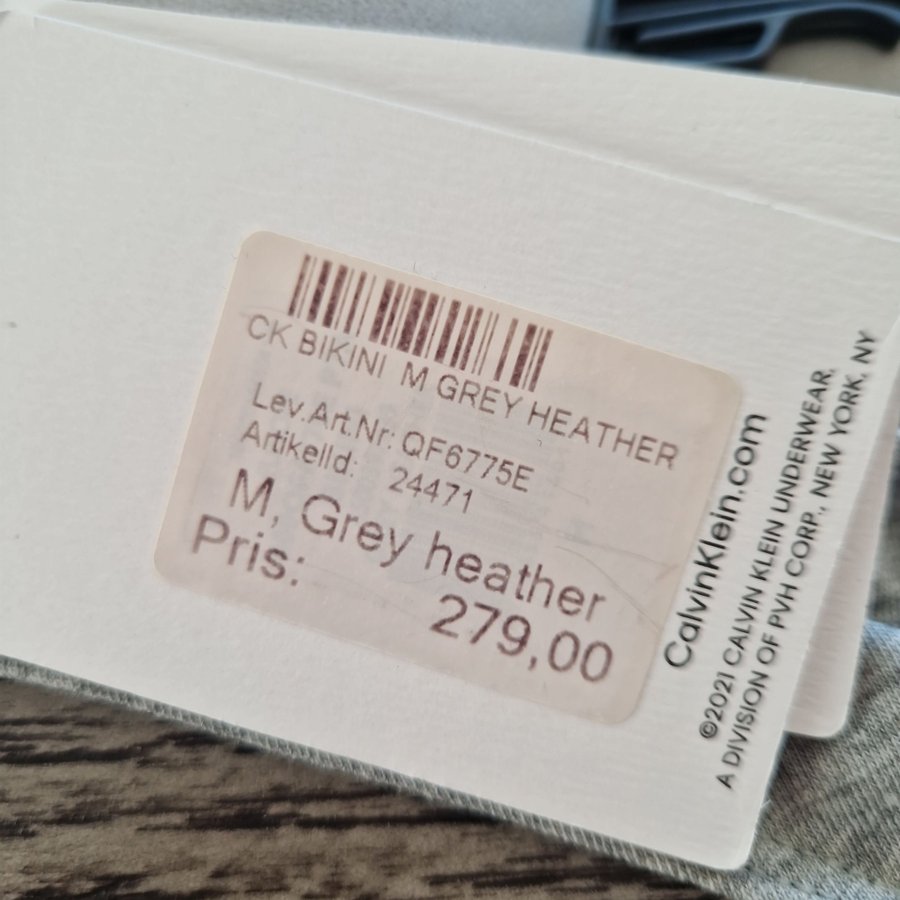 CK BIKINI M GREY HEATHER
Lev.Art.Nr: QF6775E
ArtikelId: 24471
M, Grey heather
Pris: 279,00
CalvinKlein.com
©2021 CALVIN KLEIN UNDERWEAR,
A DIVISION OF PVH CORP., NEW YORK, NY